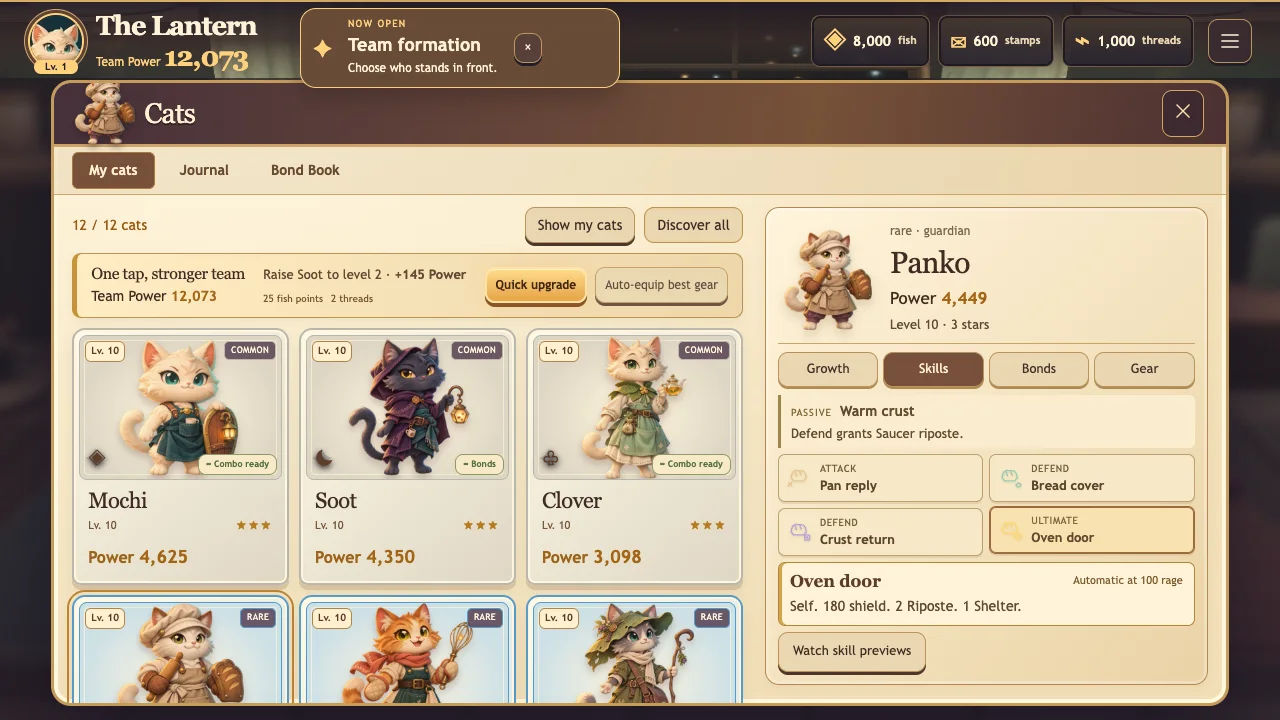 The Lantern
Team Power 12,073
Lv. 1
NOW OPEN
Team formation
Choose who stands in front.
×
8,000 fish
600 stamps
1,000 threads
Cats
My cats
Journal
Bond Book
12 / 12 cats
Show my cats
Discover all
One tap, stronger team
Team Power 12,073
Raise Soot to level 2 · +145 Power
25 fish points 2 threads
Quick upgrade
Auto-equip best gear
Lv. 10
COMMON
= Combo ready
Mochi
Lv. 10
Power 4,625
Lv. 10
COMMON
= Bonds
Soot
Lv. 10
Power 4,350
Lv. 10
COMMON
= Combo ready
Clover
Lv. 10
Power 3,098
Lv. 10
RARE
Lv. 10
RARE
Lv. 10
RARE
rare · guardian
Panko
Power 4,449
Level 10 · 3 stars
Growth
Skills
Bonds
Gear
PASSIVE Warm crust
Defend grants Saucer riposte.
ATTACK
Pan reply
DEFEND
Bread cover
DEFEND
Crust return
ULTIMATE
Oven door
Oven door
Automatic at 100 rage
Self. 180 shield. 2 Riposte. 1 Shelter.
Watch skill previews